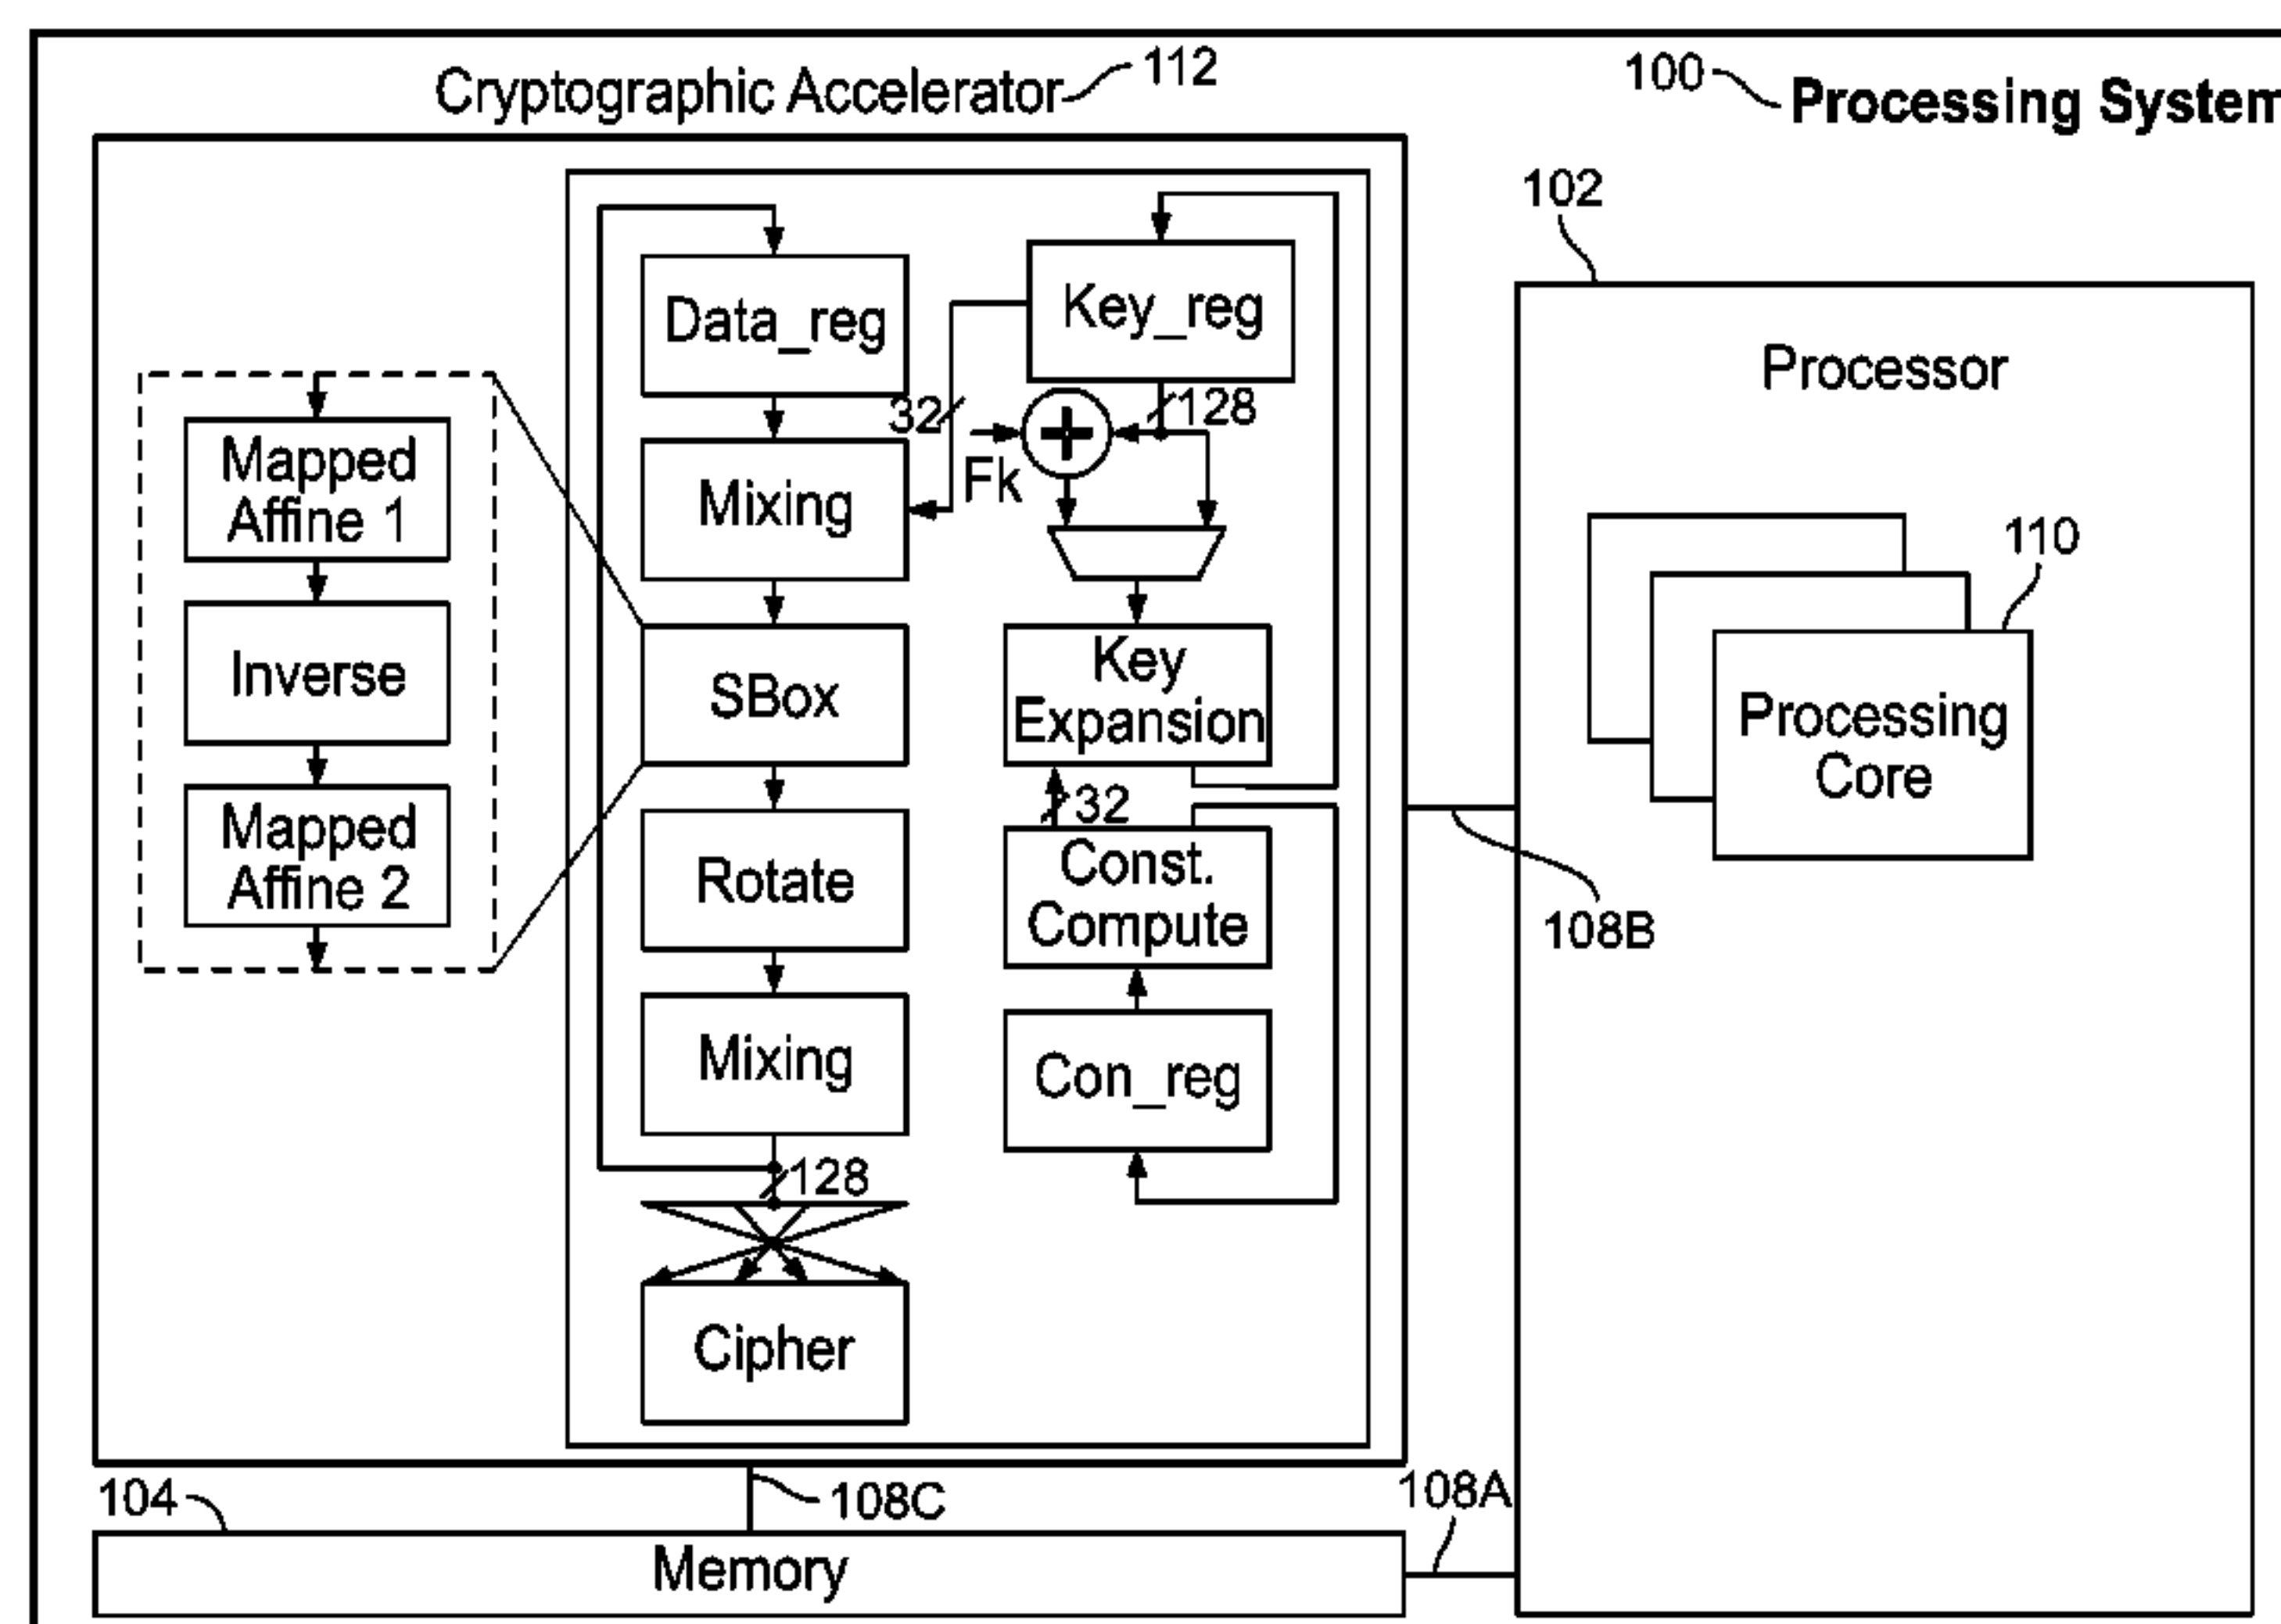 Cryptographic Accelerator 112
100 Processing System
102
Processor
110
Processing
Core
108B
Data_reg
Key_reg
32
128
Fk
Mixing
Mapped
Affine 1
Inverse
Mapped
Affine 2
SBox
Key
Expansion
32
Rotate
Const.
Compute
Mixing
Con_reg
128
Cipher
104
108C
108A
Memory